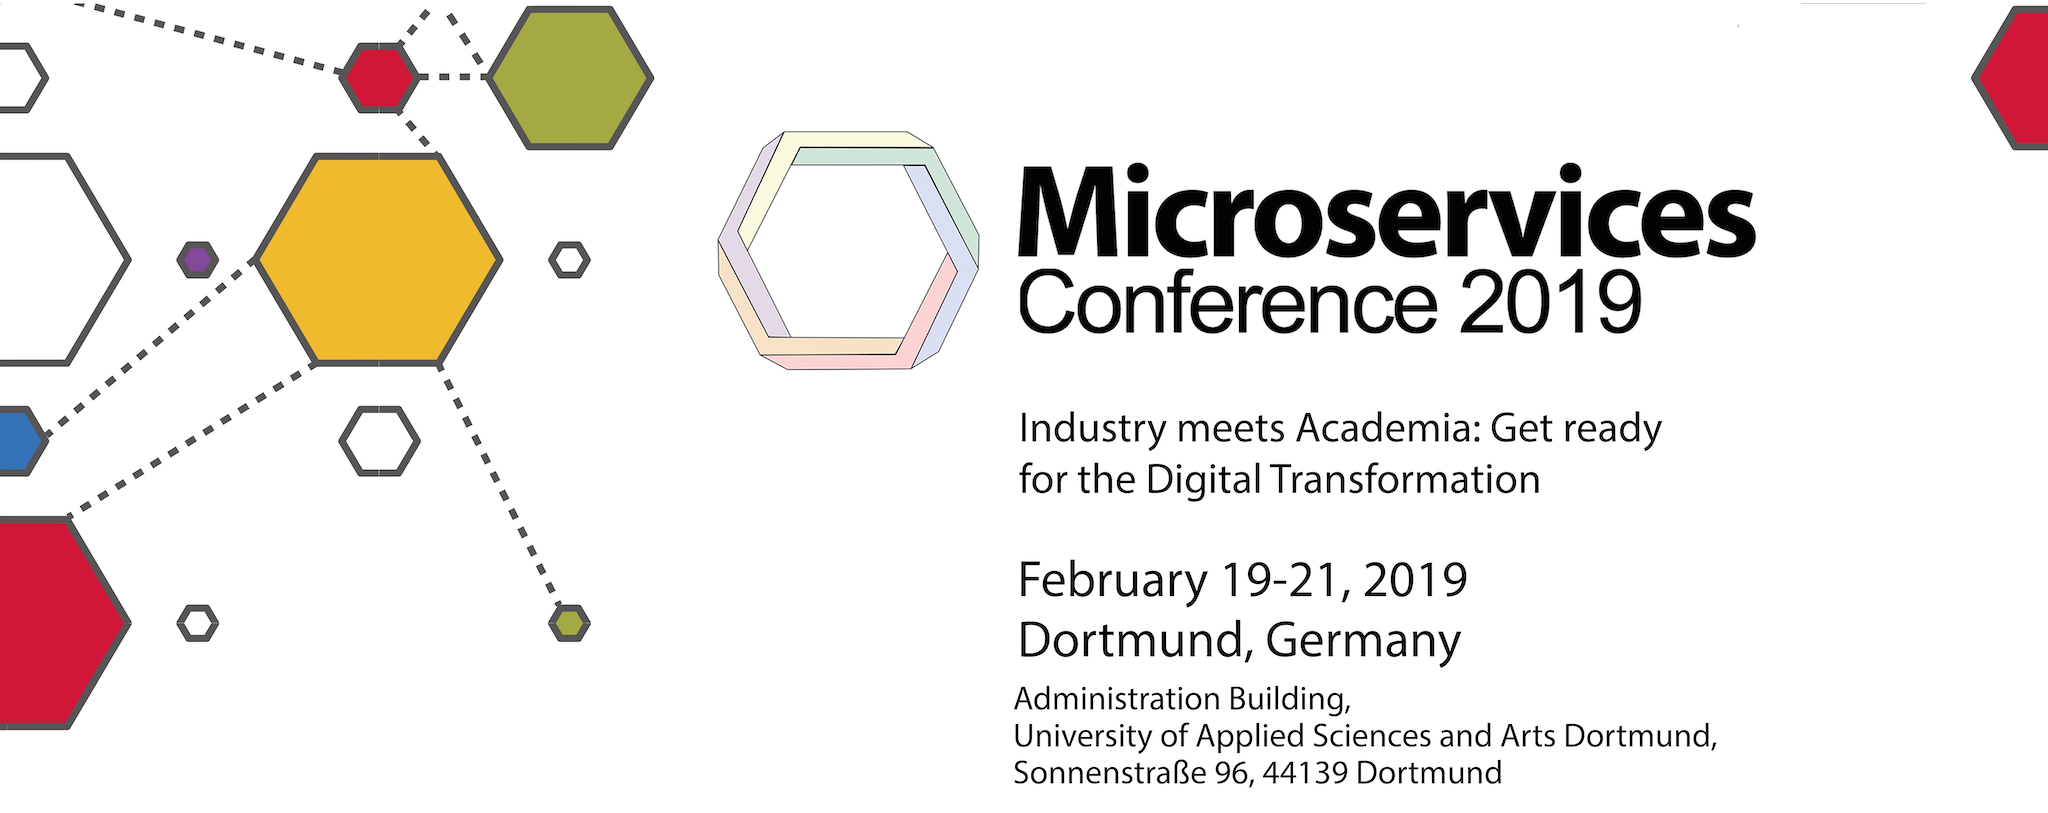 Microservices
Conference 2019
Industry meets Academia: Get ready
for the Digital Transformation
February 19-21, 2019
Dortmund, Germany
Administration Building,
University of Applied Sciences and Arts Dortmund,
Sonnenstraße 96, 44139 Dortmund